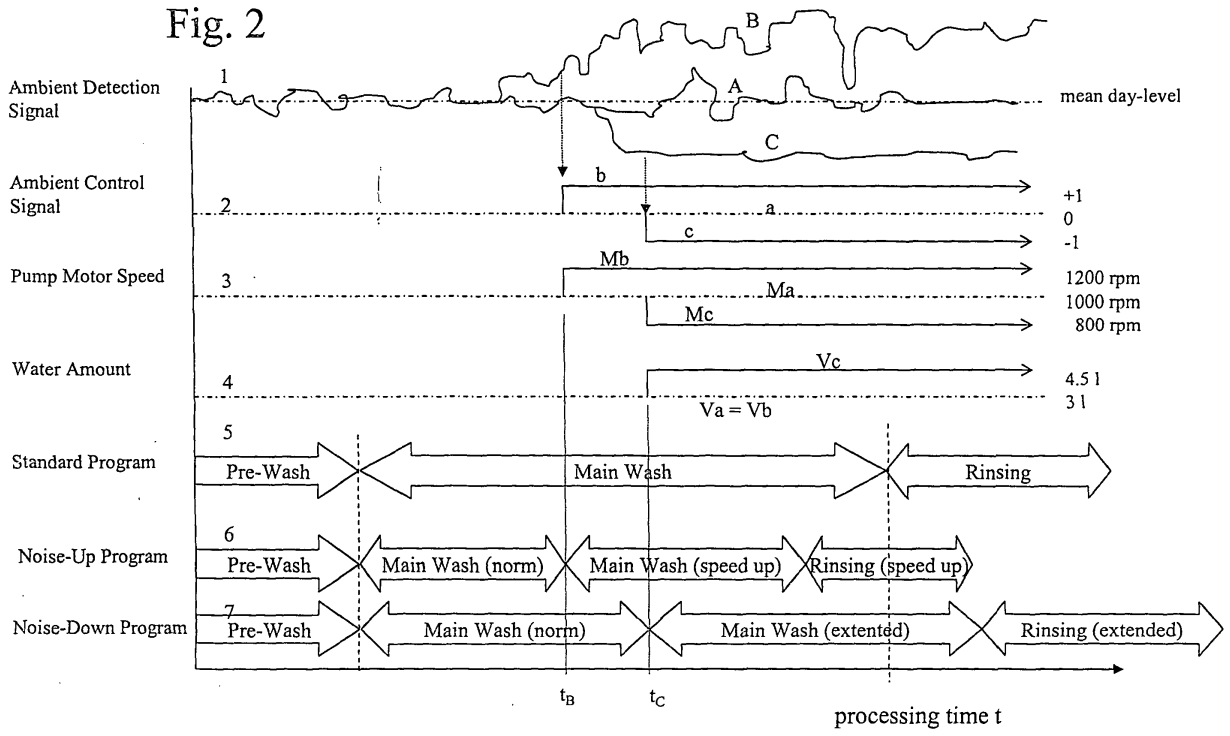 Fig. 2
B
1
Ambient Detection
Signal
A
mean day-level
C
Ambient Control
Signal
b
2
a
+1
0
c
-1
Pump Motor Speed
Mb
3
Ma
1200 rpm
1000 rpm
Mc
800 rpm
Water Amount
Vc
4
4.5 l
3 l
Va = Vb
5
Standard Program
Pre-Wash
Main Wash
Rinsing
6
Noise-Up Program
Pre-Wash
Main Wash (norm)
Main Wash (speed up)
Rinsing (speed up)
7
Noise-Down Program
Pre-Wash
Main Wash (norm)
Main Wash (extented)
Rinsing (extended)
tB
tC
processing time t